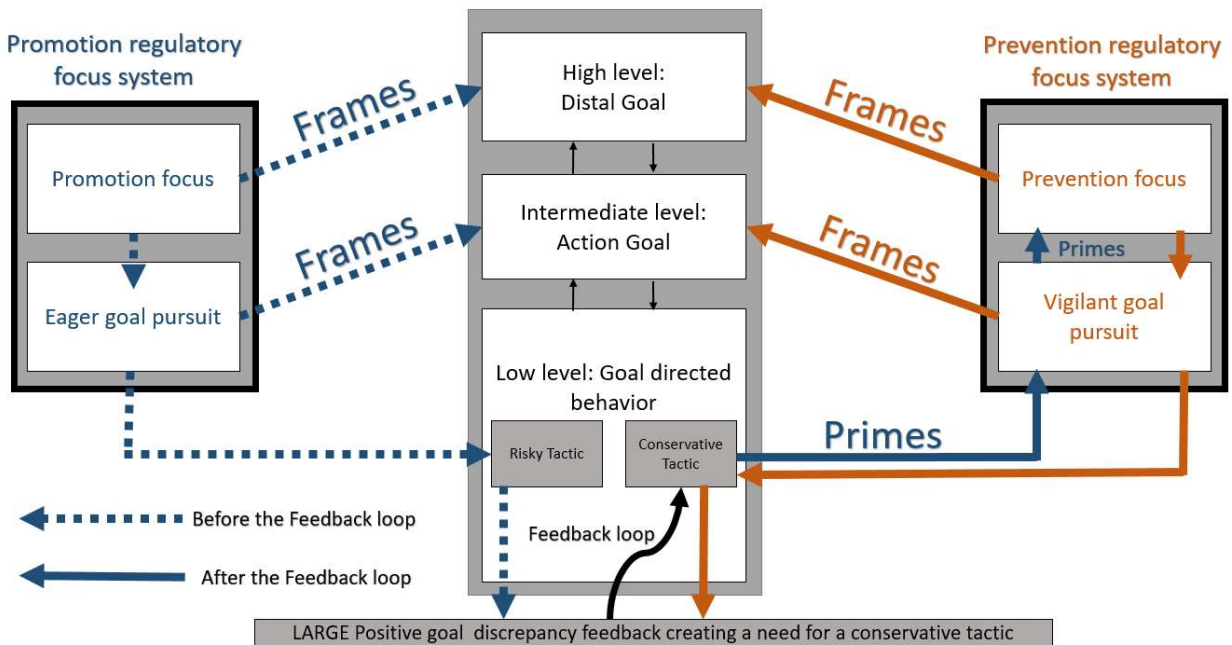 Promotion regulatory
focus system
Promotion focus
Eager goal pursuit
Frames
Frames
High level:
Distal Goal
Intermediate level:
Action Goal
Low level: Goal directed
behavior
Risky Tactic
Conservative
Tactic
Feedback loop
Frames
Frames
Prevention regulatory
focus system
Prevention focus
Primes
Vigilant goal
pursuit
Primes
Before the Feedback loop
After the Feedback loop
LARGE Positive goal discrepancy feedback creating a need for a conservative tactic